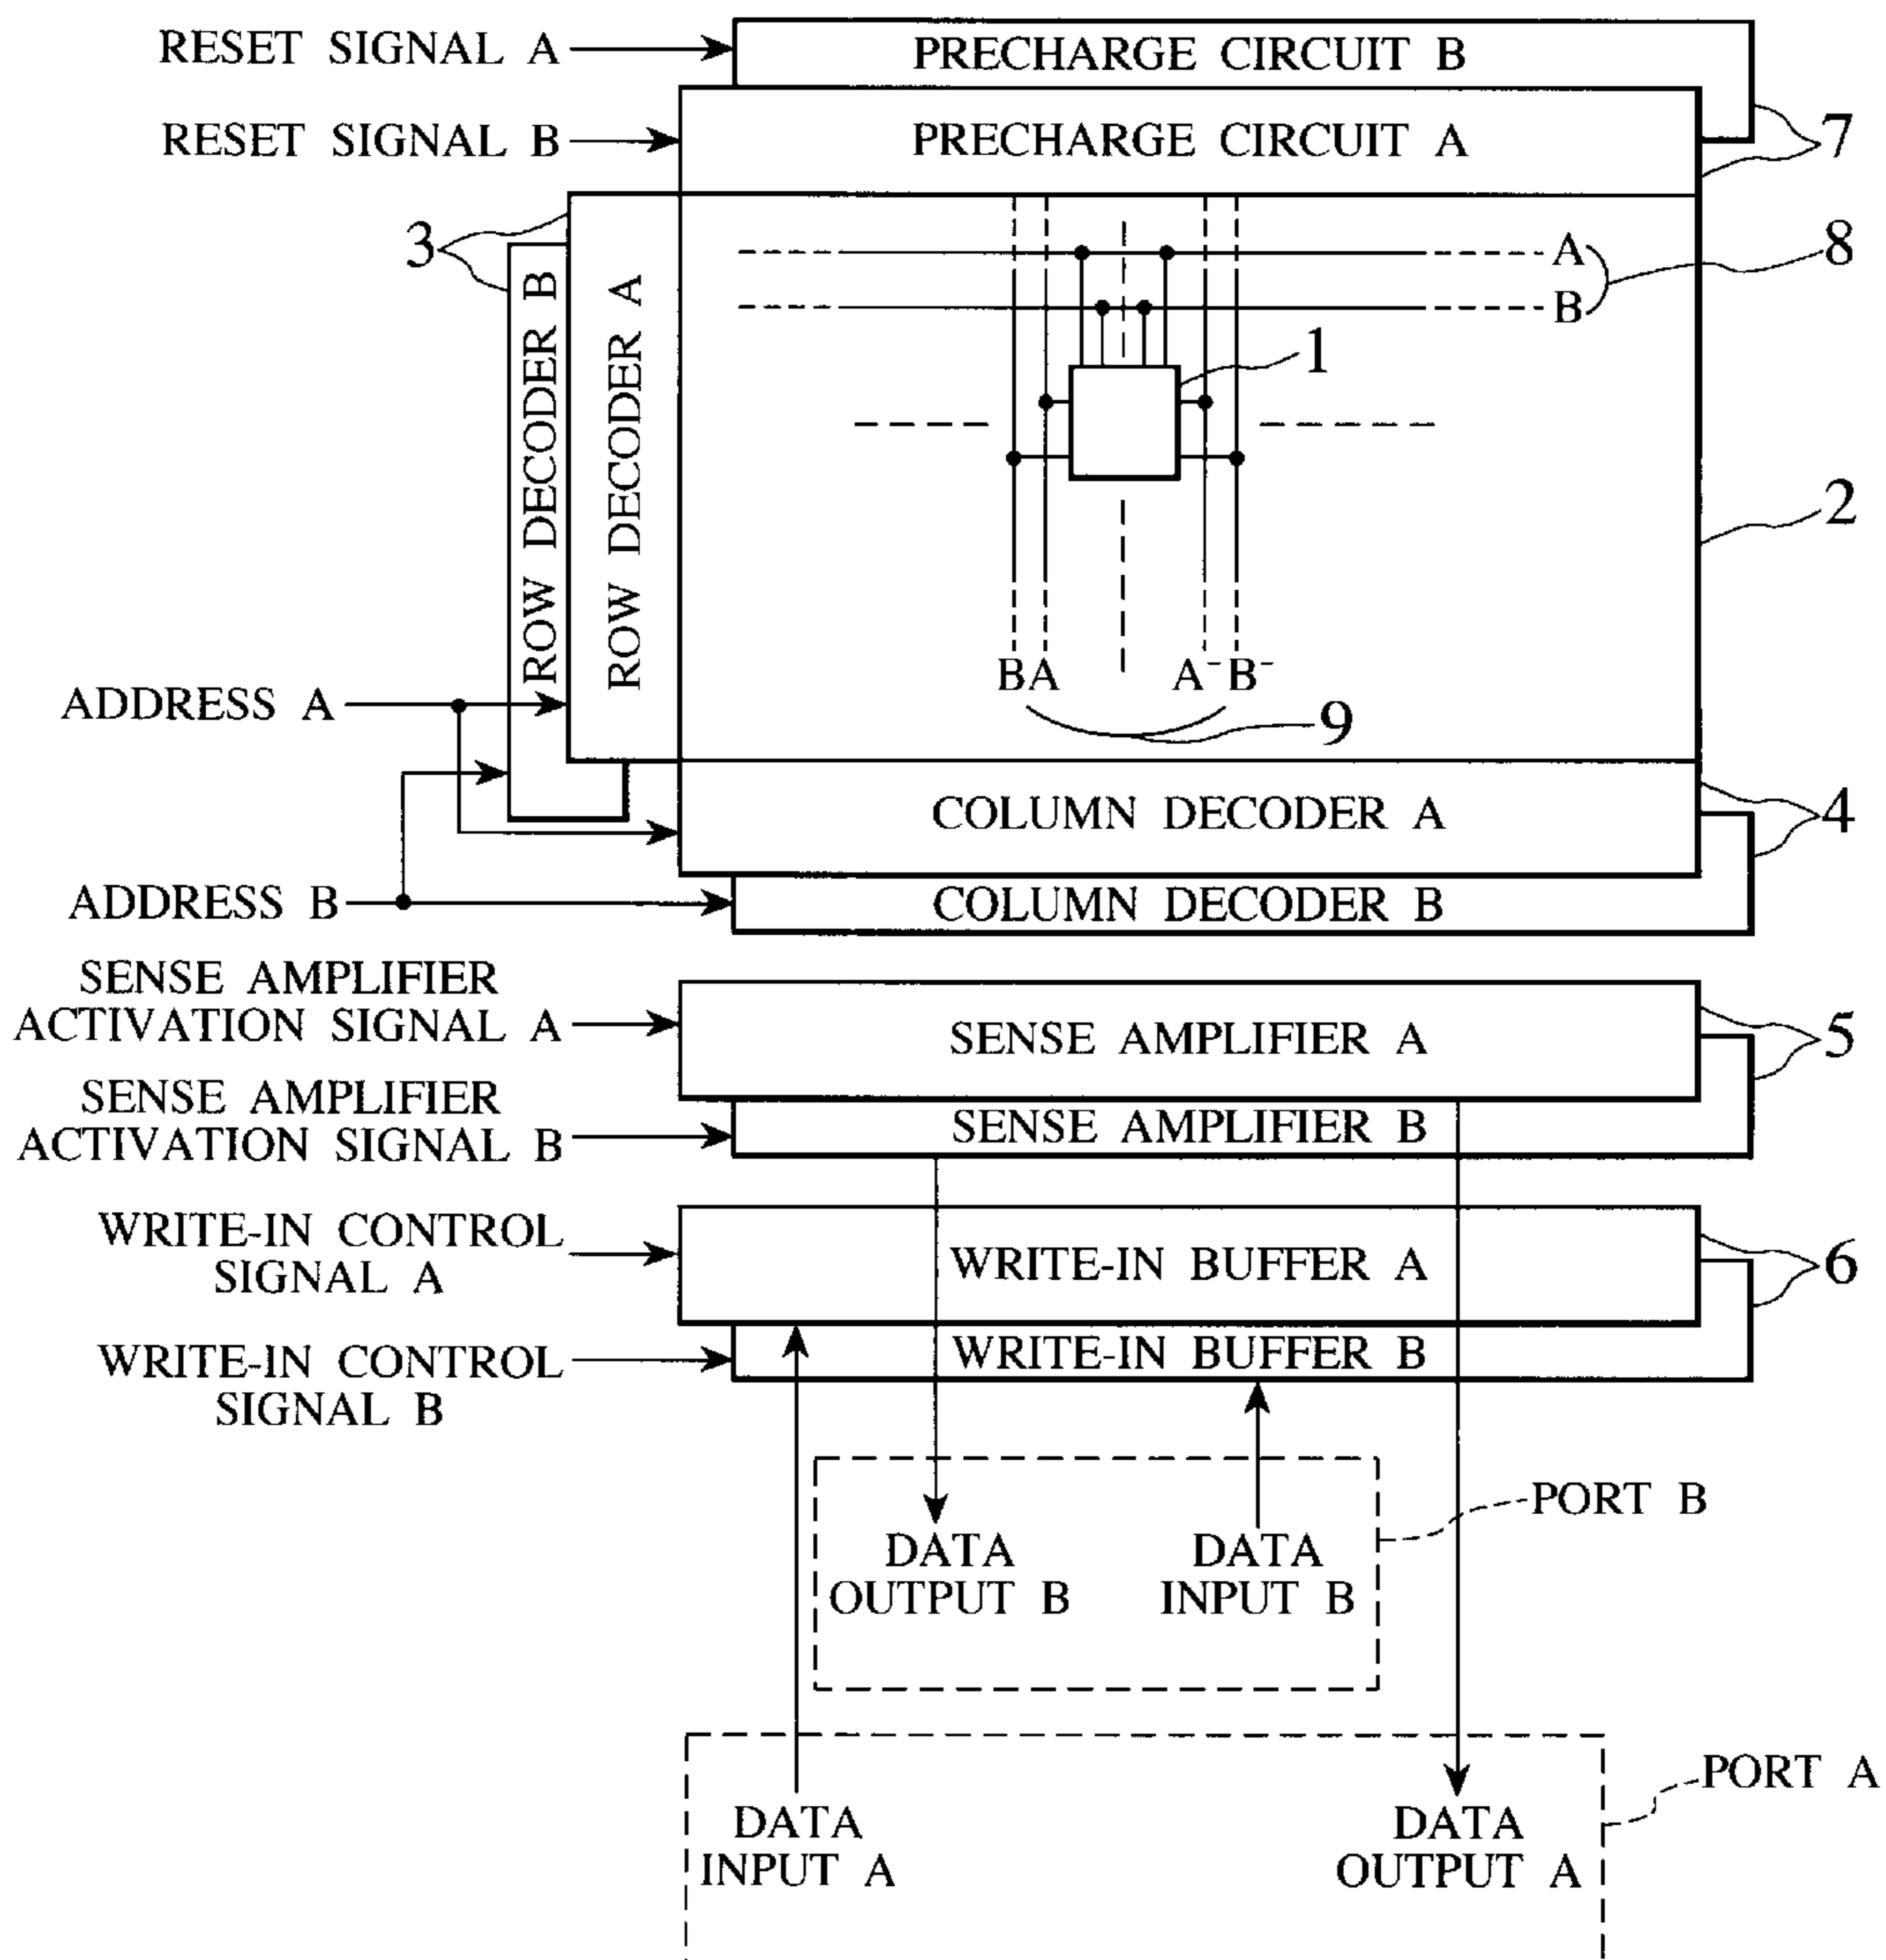 RESET SIGNAL A
PRECHARGE CIRCUIT B
RESET SIGNAL B
PRECHARGE CIRCUIT A
7
3
A
8
B
ROW DECODER B
ROW DECODER A
1
2
BA
A⁻ B⁻
9
ADDRESS A
COLUMN DECODER A
4
ADDRESS B
COLUMN DECODER B
SENSE AMPLIFIER
ACTIVATION SIGNAL A
SENSE AMPLIFIER A
5
SENSE AMPLIFIER
ACTIVATION SIGNAL B
SENSE AMPLIFIER B
WRITE-IN CONTROL
SIGNAL A
WRITE-IN BUFFER A
6
WRITE-IN CONTROL
SIGNAL B
WRITE-IN BUFFER B
PORT B
DATA
OUTPUT B
DATA
INPUT B
PORT A
DATA
INPUT A
DATA
OUTPUT A